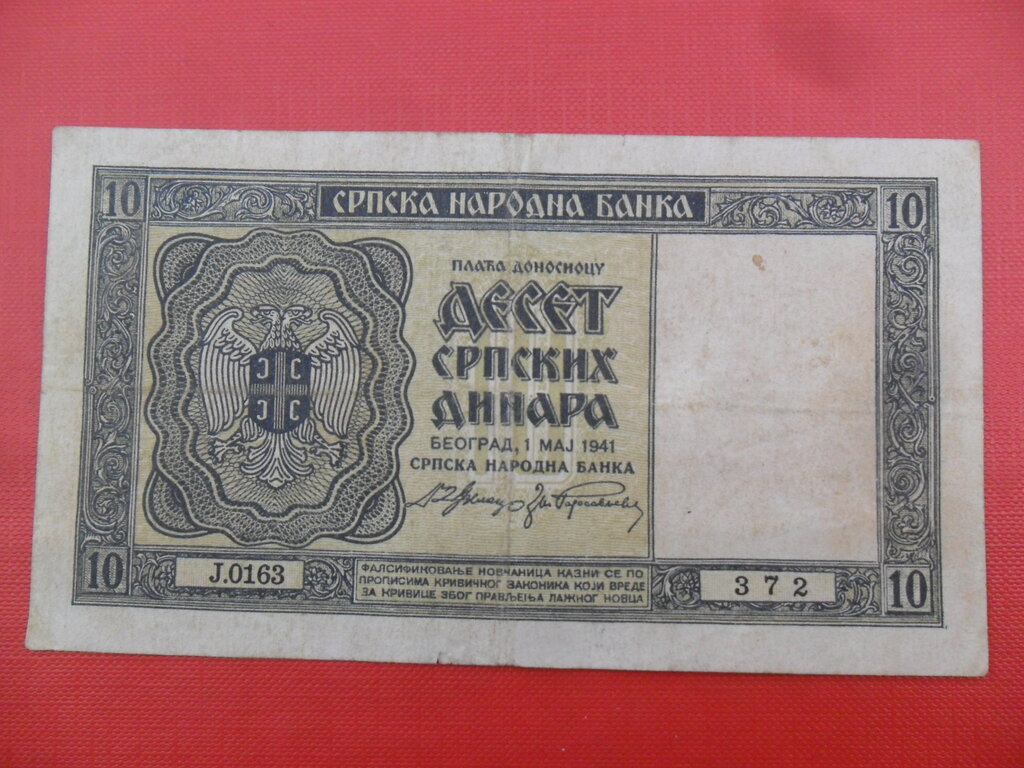 10 СРПСКА НАРОДНА БАНКА 10
ПЛАЋА ДОНОСИОЦУ
ДЕСЕТ
СРПСКИХ
ДИНАРА
БЕОГРАД, 1 МАЈ 1941
СРПСКА НАРОДНА БАНКА
10 J.0163
ФАЛСИФИКОВАЊЕ НОВЧАНИЦА КАЗНИ СЕ ПО
ПРОПИСИМА КРИВИЧНОГ ЗАКОНИКА КОЈИ ВРЕДЕ
ЗА КРИВИЦЕ ЗБОГ ПРАВЉЕЊА ЛАЖНОГ НОВЦА
372 10